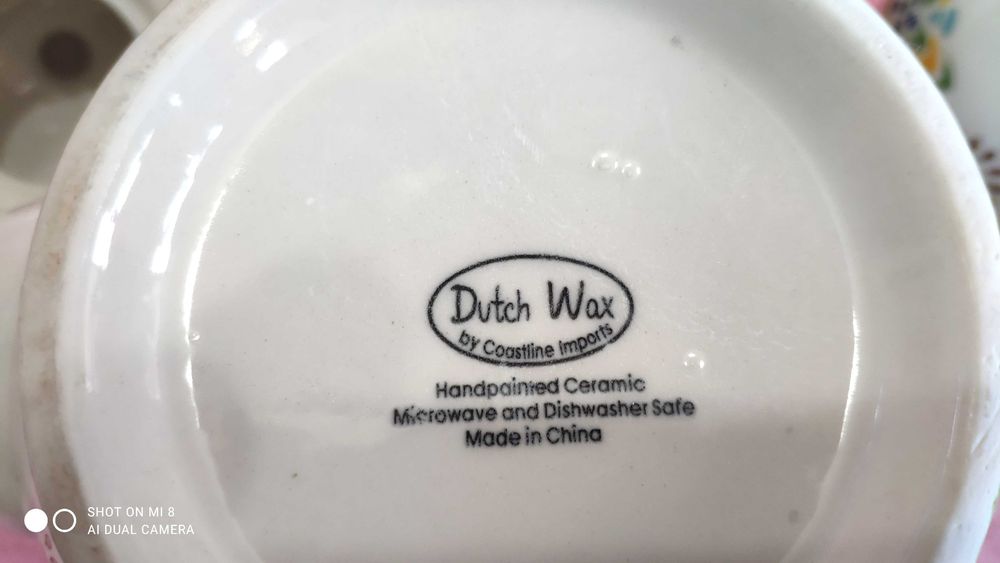 Dutch Wax
by Coastline Imports
Handpainted Ceramic
Microwave and Dishwasher Safe
Made in China
SHOT ON MI 8
AI DUAL CAMERA